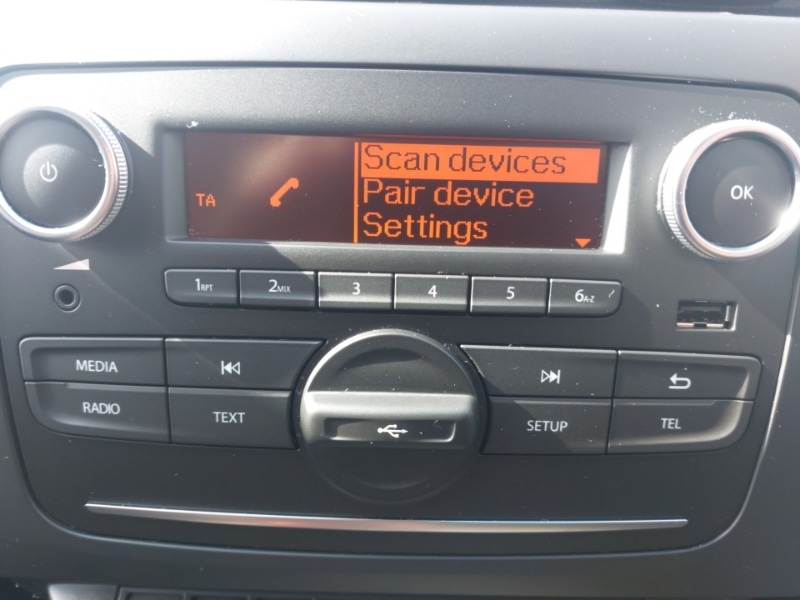 Scan devices
TA
Pair device
Settings
OK
1RPT 2MIX 3 4 5 6A-Z
MEDIA
RADIO
TEXT
SETUP
TEL